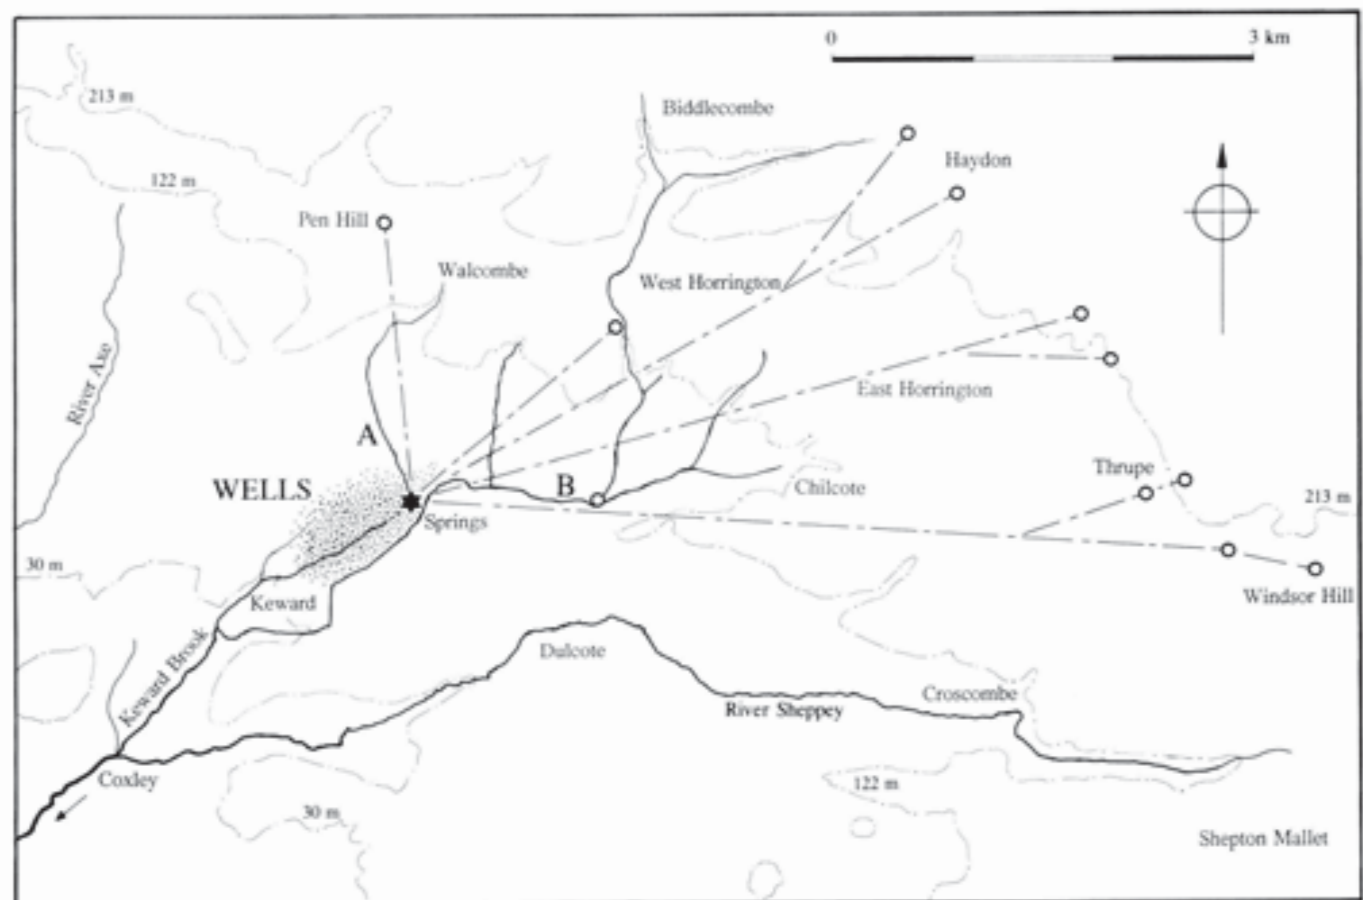 0
3 km
213 m
Biddlecombe
Haydon
122 m
Pen Hill
Walcombe
West Horrington
River Axe
East Horrington
A
Thrupe
WELLS
B
Chilcote
213 m
Springs
30 m
Keward
Windsor Hill
Keward Brook
Dulcote
Croscombe
River Sheppey
Coxley
122 m
30 m
Shepton Mallet